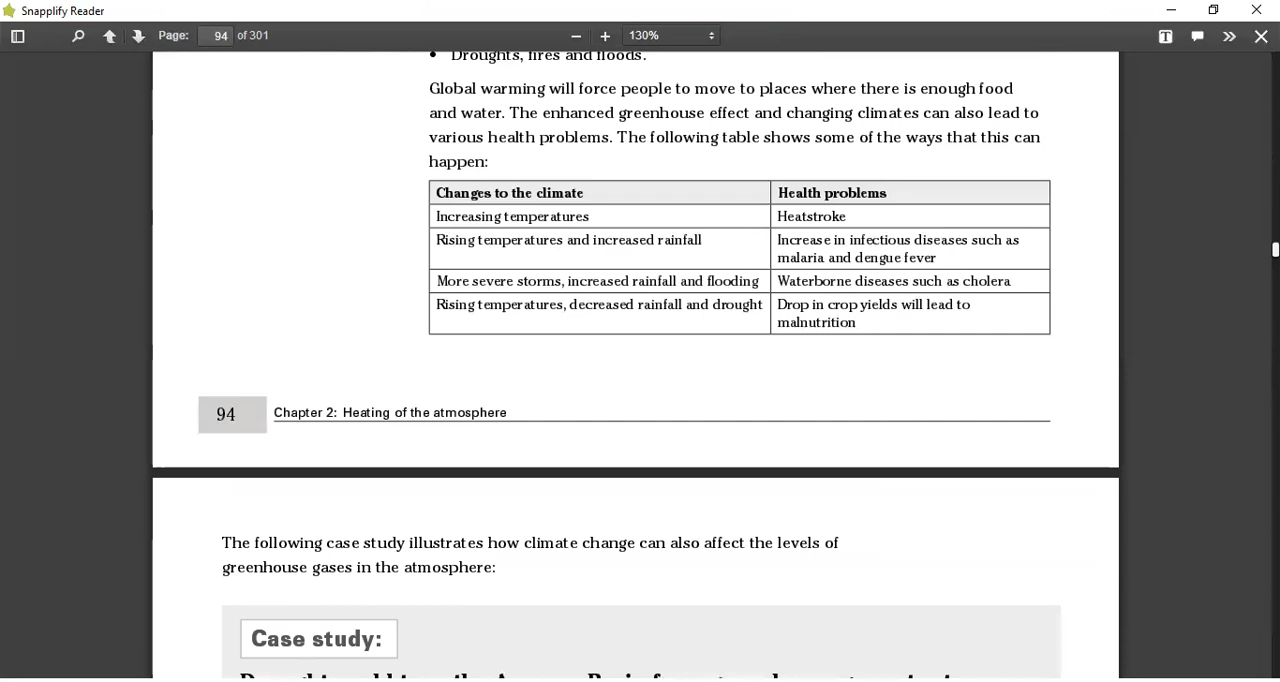 Snapplify Reader
Page: 94 of 301
130%
• Droughts, fires and floods.
Global warming will force people to move to places where there is enough food
and water. The enhanced greenhouse effect and changing climates can also lead to
various health problems. The following table shows some of the ways that this can
happen:
Changes to the climate Health problems
Increasing temperatures Heatstroke
Rising temperatures and increased rainfall Increase in infectious diseases such as
malaria and dengue fever
More severe storms, increased rainfall and flooding Waterborne diseases such as cholera
Rising temperatures, decreased rainfall and drought Drop in crop yields will lead to
malnutrition
94 Chapter 2: Heating of the atmosphere
The following case study illustrates how climate change can also affect the levels of
greenhouse gases in the atmosphere:
Case study: